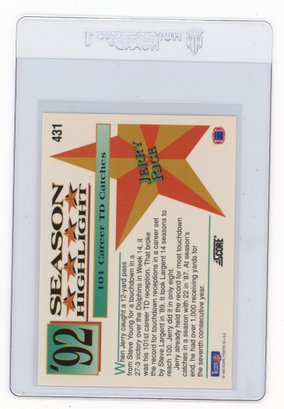 431
'92
SEASON
HIGHLIGHT
101 Career TD Catches
JERRY
RICE
When Jerry caught a 12-yard pass
from Steve Young for a touchdown in a
27-3 victory over the Dolphins in Week 14, it
was his 101st career TD reception. That broke
the record for touchdown receptions in a career set
by Steve Largent in '89. It took Largent 14 seasons to
reach 100. Jerry did it in only eight.
Jerry already held the record for most touchdown
catches in a season with 22 in '87. At season's
end, he had over 1,000 receiving yards for
the seventh consecutive year.
SCORE